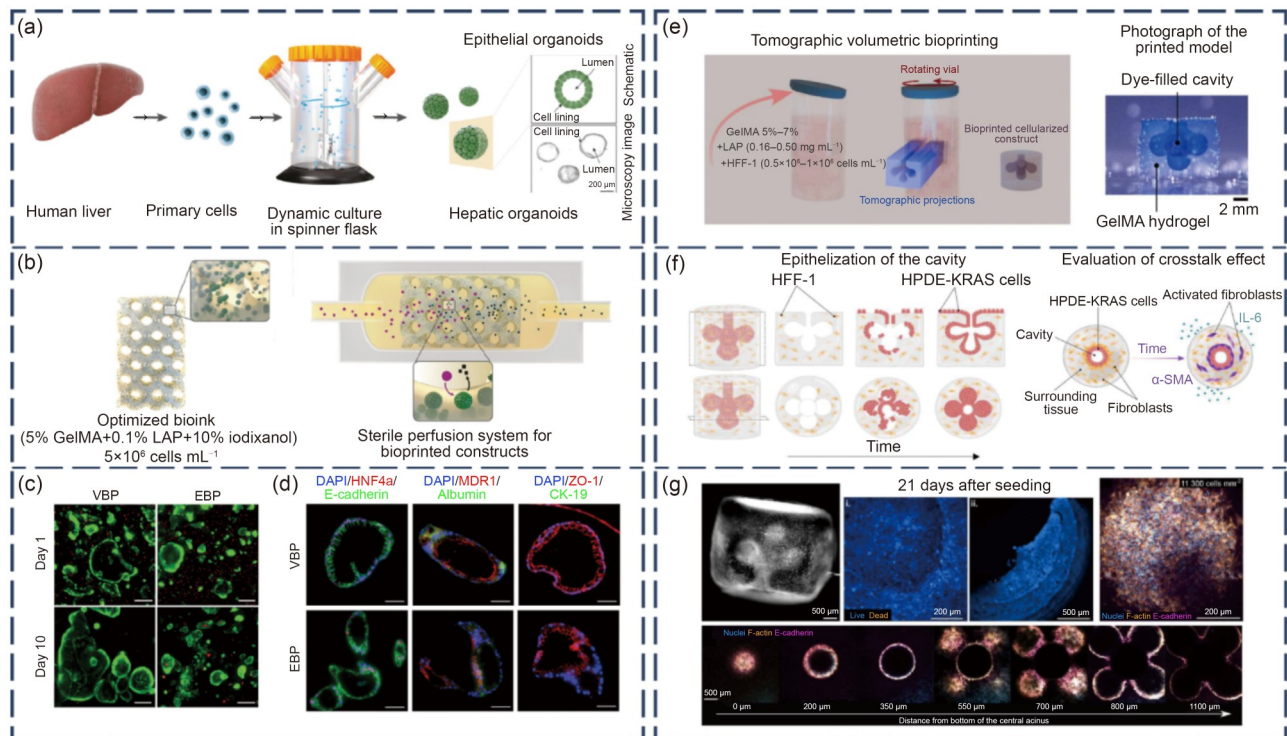 (a)
Epithelial organoids
Lumen
Cell lining
Cell lining
Lumen
200 μm
Microscopy image Schematic
Human liver
Primary cells
Dynamic culture
in spinner flask
Hepatic organoids
(b)
Optimized bioink
(5% GelMA+0.1% LAP+10% iodixanol)
5×10⁶ cells mL⁻¹
Sterile perfusion system for
bioprinted constructs
(c)
VBP
EBP
Day 1
Day 10
(d)
DAPI/HNF4a/
E-cadherin
DAPI/MDR1/
Albumin
DAPI/ZO-1/
CK-19
VBP
EBP
(e)
Tomographic volumetric bioprinting
Rotating vial
GelMA 5%–7%
+LAP (0.16–0.50 mg mL⁻¹)
+HFF-1 (0.5×10⁶–1×10⁶ cells mL⁻¹)
Bioprinted cellularized
construct
Tomographic projections
Photograph of the
printed model
Dye-filled cavity
GelMA hydrogel
2 mm
(f)
Epithelization of the cavity
HFF-1
HPDE-KRAS cells
Time
Evaluation of crosstalk effect
HPDE-KRAS cells
Activated fibroblasts
IL-6
Cavity
Time
α-SMA
Surrounding
tissue
Fibroblasts
(g)
21 days after seeding
500 μm
i.
Live Dead
200 μm
ii.
500 μm
11 300 cells mm⁻²
Nuclei F-actin E-cadherin
200 μm
Nuclei F-actin E-cadherin
500 μm
0 μm
200 μm
350 μm
550 μm
700 μm
800 μm
1100 μm
Distance from bottom of the central acinus